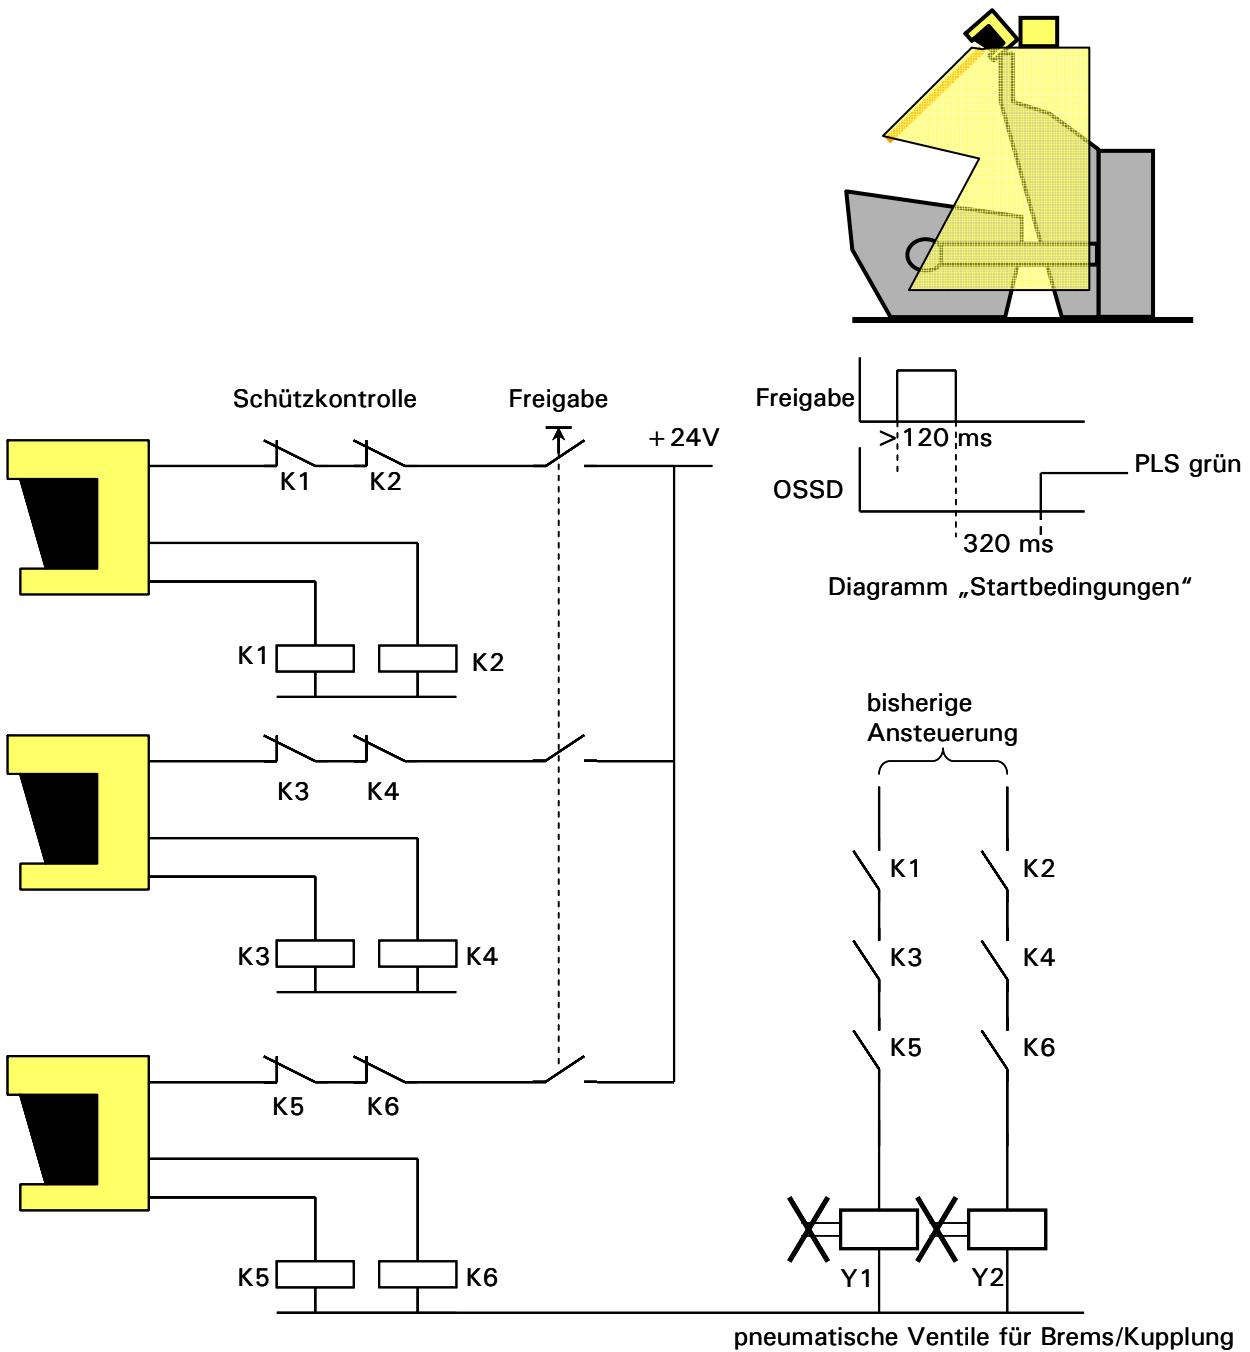 Schützkontrolle
Freigabe
+24V
K1
K2
K1
K2
K3
K4
K3
K4
K5
K6
K5
K6
Freigabe
>120 ms
OSSD
PLS grün
320 ms
Diagramm „Startbedingungen“
bisherige
Ansteuerung
K1
K2
K3
K4
K5
K6
Y1
Y2
pneumatische Ventile für Brems/Kupplung